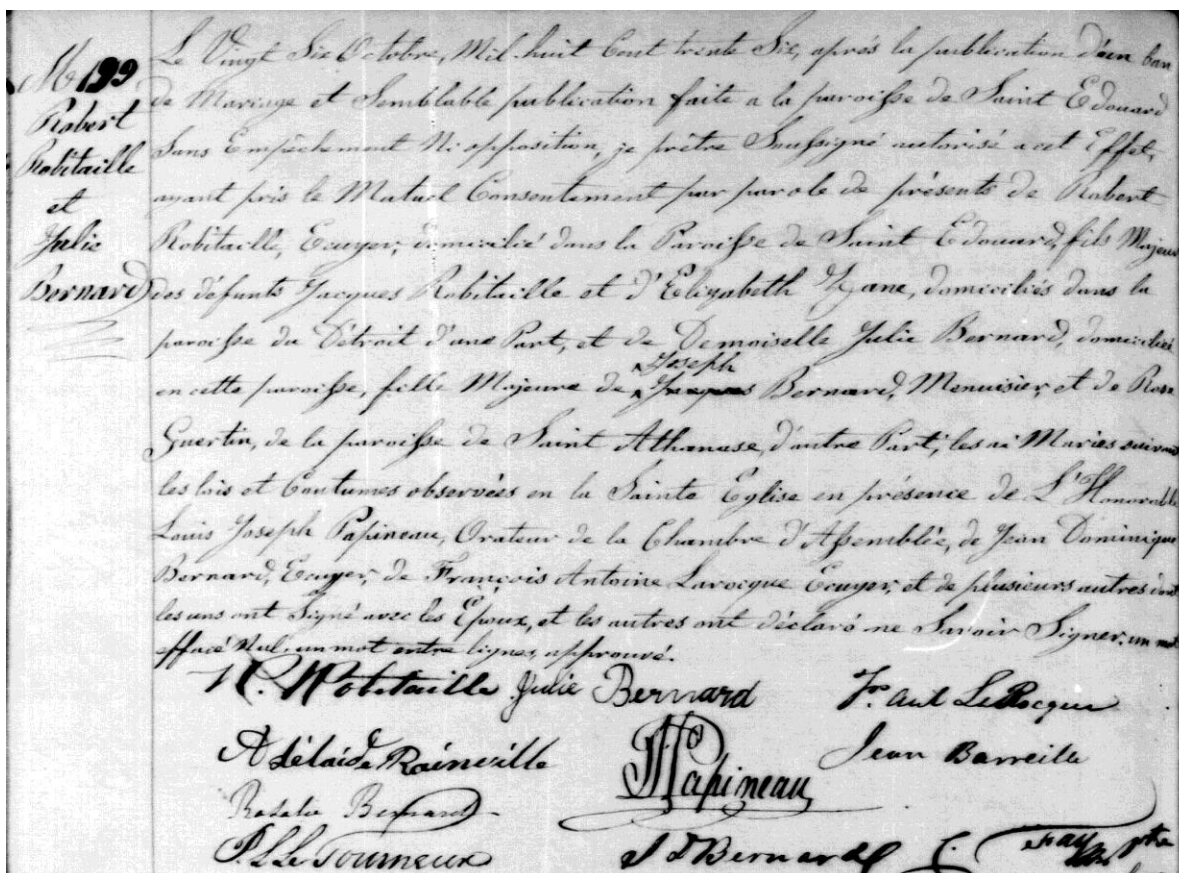 M 199
Robert
Robitaille
et
Julie
Bernard
Le Vingt Six Octobre, Mil-huit Cent trente Six, après la publication d'un ban
de Mariage et Semblable publication faite a la paroisse de Saint Edouard
Sans Empêchement Ni opposition, je prêtre Soussigné autorisé a cet Effet,
ayant pris le Mutuel Consentement par parole de présents de Robert
Robitaille, Ecuyer, domicilié dans la Paroisse de Saint Edouard, fils Majeur
des défunts Jacques Robitaille et d'Elizabeth Zane, domiciliés dans la
paroisse du Détroit d'une Part, et de Demoiselle Julie Bernard, domiciliée
Joseph
en cette paroisse, fille Majeure de Jacques Bernard, Menuisier, et de Rose
Guertin, de la paroisse de Saint Athanase, d'autre Part, les ai Mariés suivant
les lois et Coutumes observées en la Sainte Eglise en présence de L'Honorable
Louis Joseph Papineau, Orateur de la Chambre d'Assemblée, de Jean Dominique
Bernard, Ecuyer, de François Antoine Larocque Ecuyer, et de plusieurs autres dont
les uns ont Signé avec les Epoux, et les autres ont déclaré ne Savoir Signer. un mot
effacé Nul. un mot entre lignes, approuvé.
R. Robitaille Julie Bernard Frs. Ant LaRocque
Adélaide Rainville Papineau Jean Barreille
Rosalie Bernard
P. L. Le Tourneux J D Bernard Ptre